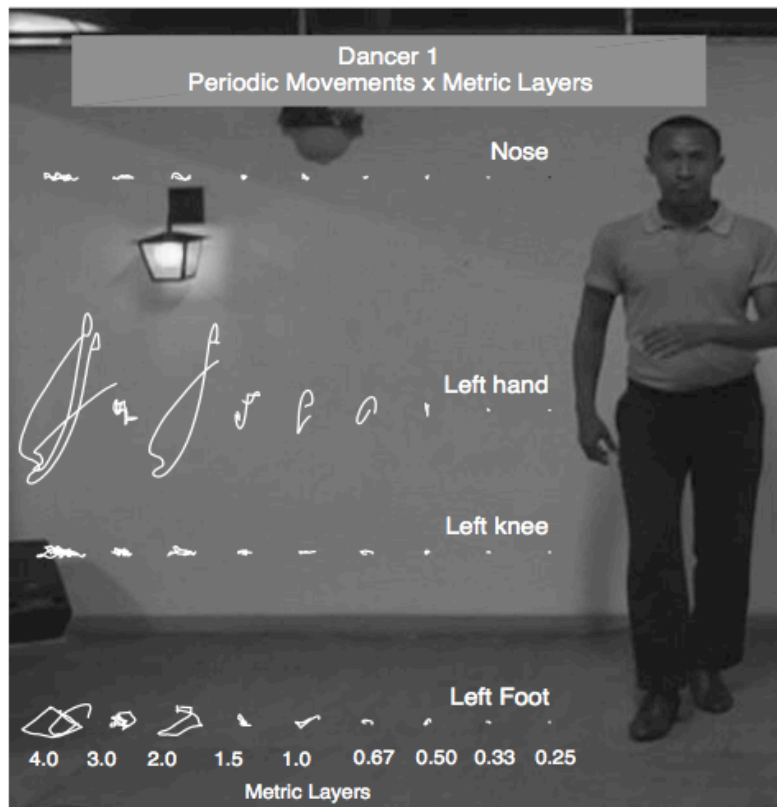 Dancer 1
Periodic Movements x Metric Layers
Nose
Left hand
Left knee
Left Foot
4.0 3.0 2.0 1.5 1.0 0.67 0.50 0.33 0.25
Metric Layers